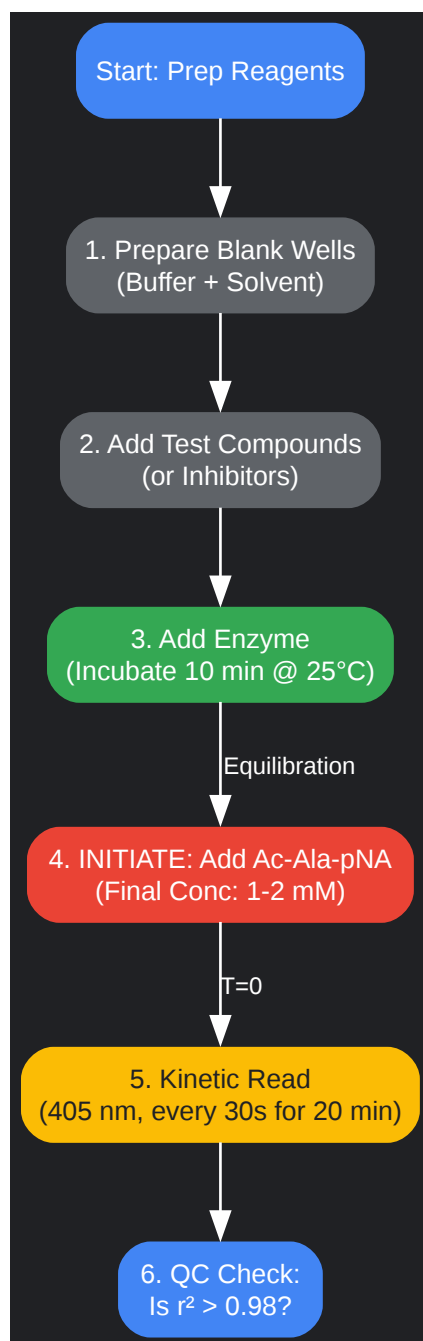 Start: Prep Reagents
1. Prepare Blank Wells
(Buffer + Solvent)
2. Add Test Compounds
(or Inhibitors)
3. Add Enzyme
(Incubate 10 min @ 25°C)
Equilibration
4. INITIATE: Add Ac-Ala-pNA
(Final Conc: 1-2 mM)
T=0
5. Kinetic Read
(405 nm, every 30s for 20 min)
6. QC Check:
Is r² > 0.98?